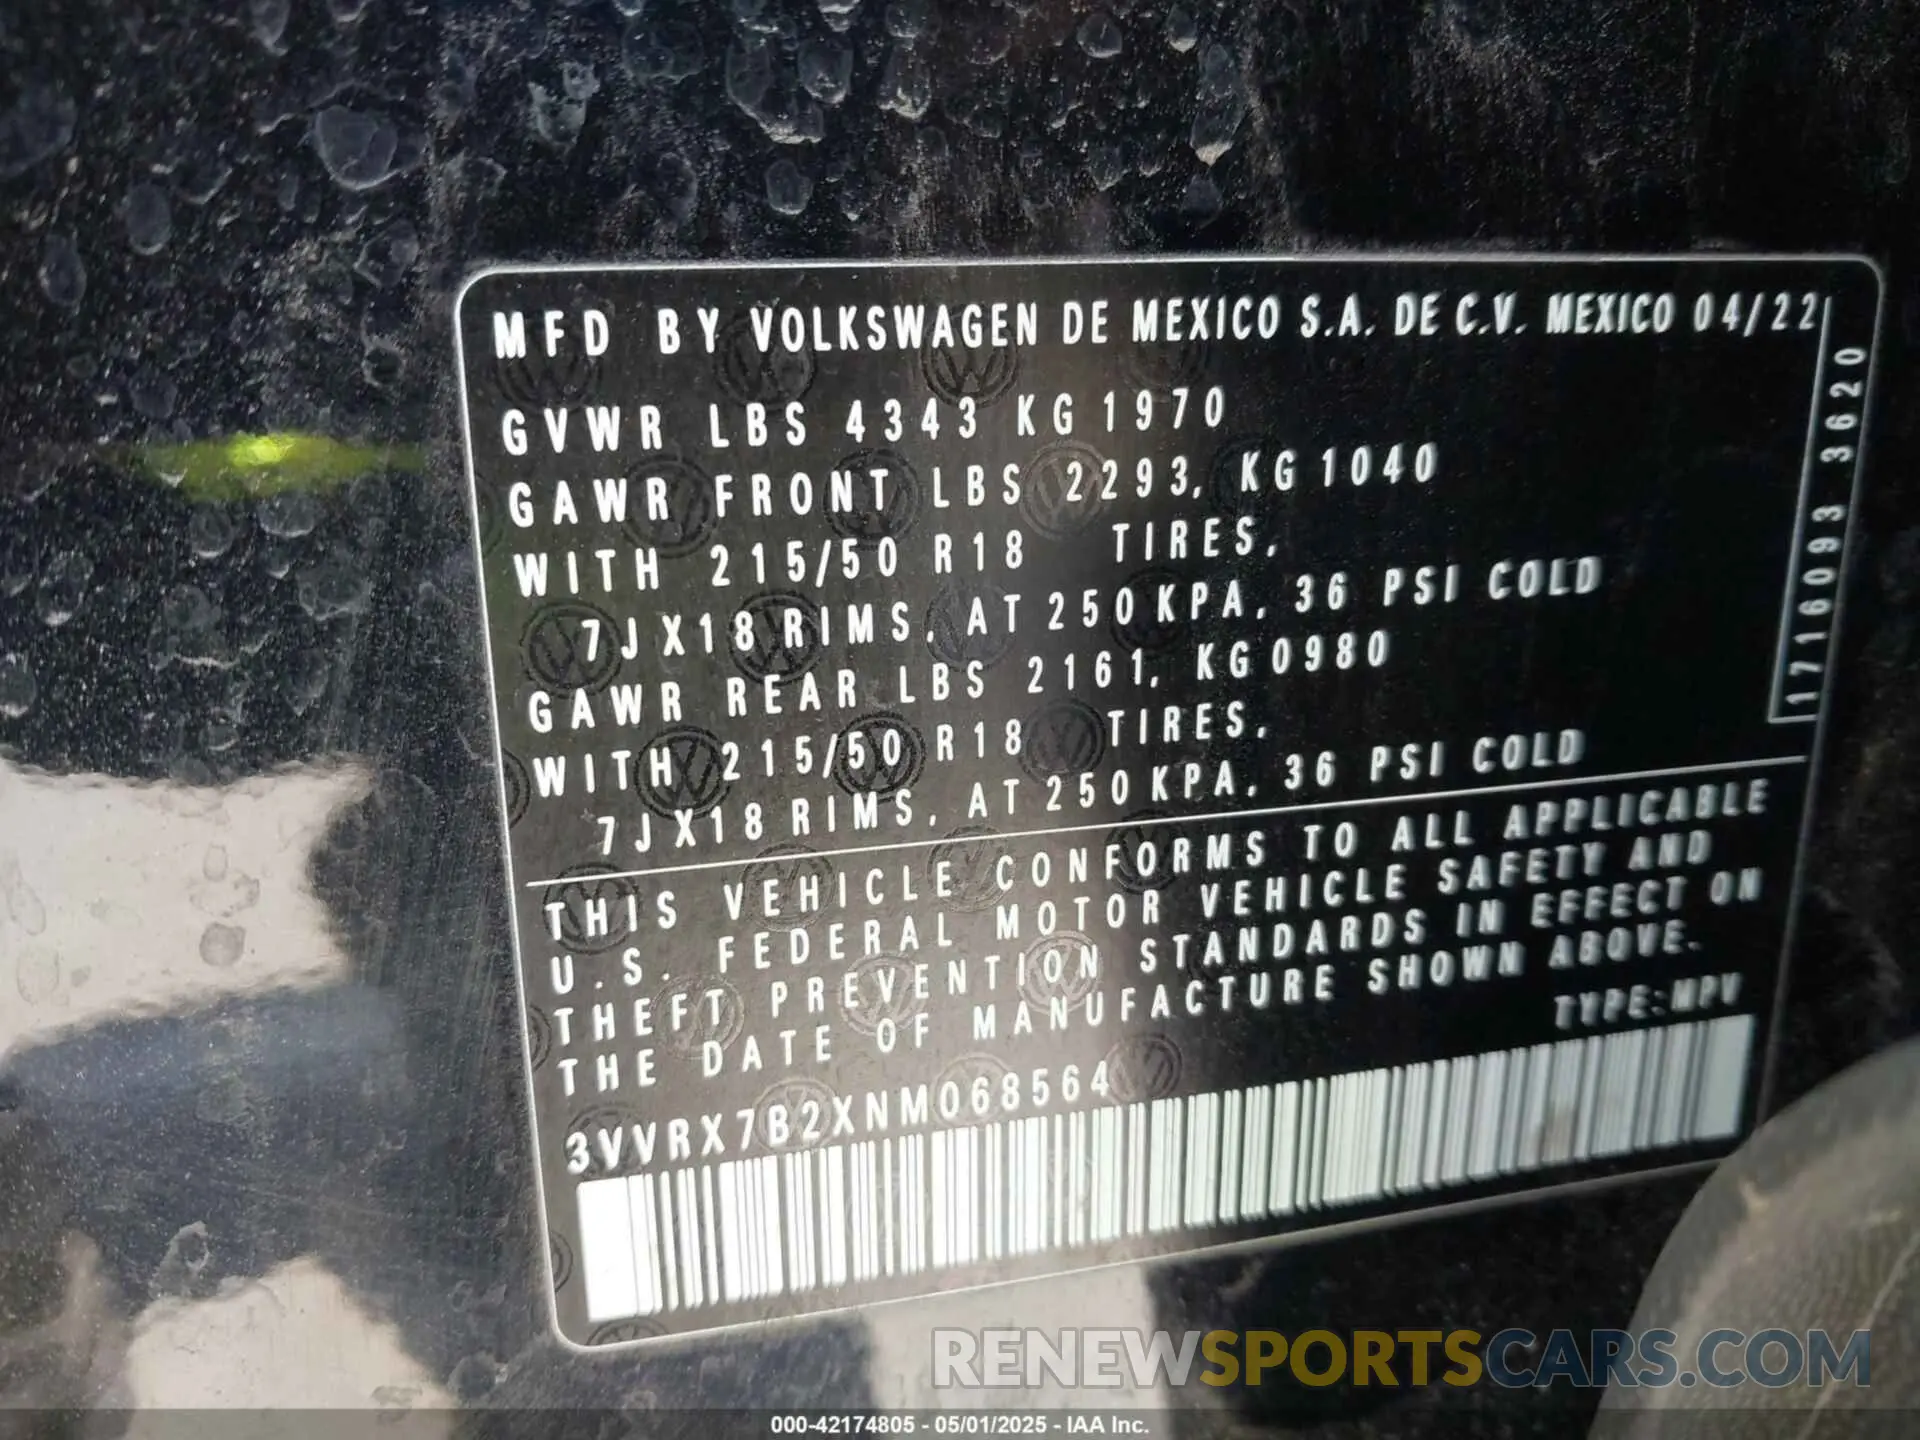 MFD BY VOLKSWAGEN DE MEXICO S.A. DE C.V. MEXICO 04/22
GVWR LBS 4343 KG 1970
GAWR FRONT LBS 2293, KG 1040
WITH 215/50 R18 TIRES,
7J X18 RIMS, AT 250 KPA, 36 PSI COLD
GAWR REAR LBS 2161, KG 0980
WITH 215/50 R18 TIRES,
7J X18 RIMS, AT 250 KPA, 36 PSI COLD
1716093 3620
THIS VEHICLE CONFORMS TO ALL APPLICABLE
U.S. FEDERAL MOTOR VEHICLE SAFETY AND
THEFT PREVENTION STANDARDS IN EFFECT ON
THE DATE OF MANUFACTURE SHOWN ABOVE.
TYPE:MPV
3VVRX7B2XNM068564
RENEWSPORTSCARS.COM
000-42174805 - 05/01/2025 - IAA Inc.